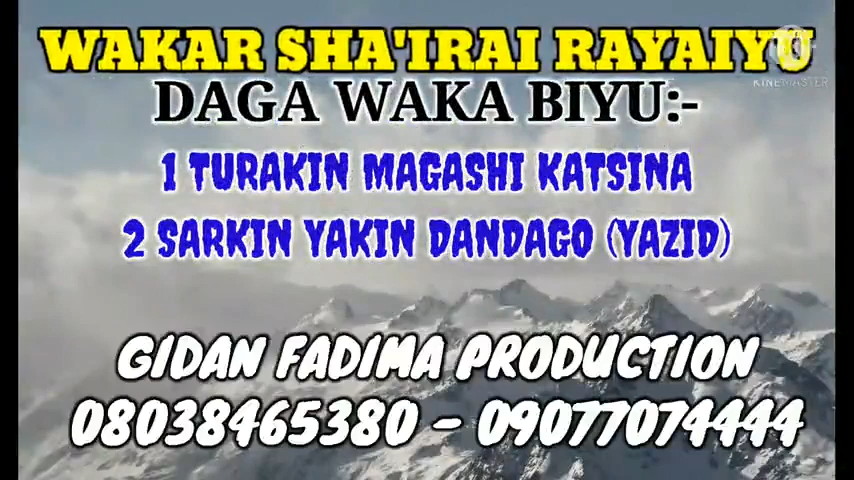 WAKAR SHA'IRAI RAYAIYU
KINEMASTER
DAGA WAKA BIYU:-
1 TURAKIN MAGASHI KATSINA
2 SARKIN YAKIN DANDAGO (YAZID)
GIDAN FADIMA PRODUCTION
08038465380 - 09077074444